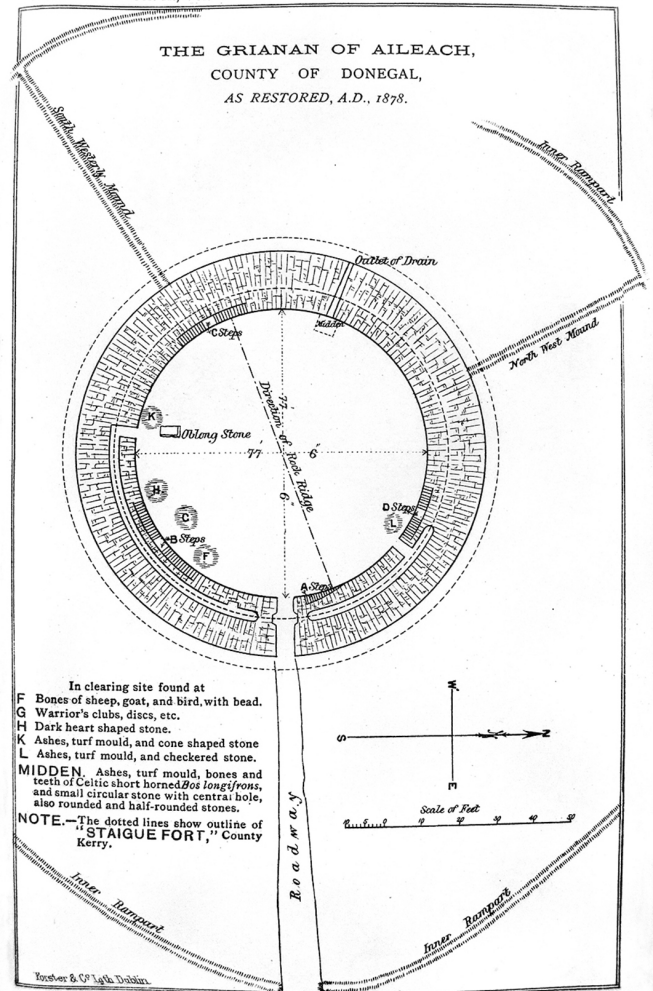 THE GRIANAN OF AILEACH,
COUNTY OF DONEGAL,
AS RESTORED, A.D., 1878.
South Westerly Mound
Inner Rampart
Outlet of Drain
North West Mound
C Steps
Midden
Direction of Rock Ridge
77'
K
Oblong Stone
77' 6"
6"
H
G
B Steps
F
D Steps
L
A Steps
In clearing site found at
F Bones of sheep, goat, and bird, with bead.
G Warrior's clubs, discs, etc.
H Dark heart shaped stone.
K Ashes, turf mould, and cone shaped stone
L Ashes, turf mould, and checkered stone.
MIDDEN. Ashes, turf mould, bones and
teeth of Celtic short horned Bos longifrons,
and small circular stone with central hole,
also rounded and half-rounded stones.
NOTE.—The dotted lines show outline of
"STAIGUE FORT," County
Kerry.
W
S N
E
Scale of Feet
10 5 0 10 20 30 40 50
Roadway
Inner Rampart
Inner Rampart
Forster & Co. Lith Dublin.